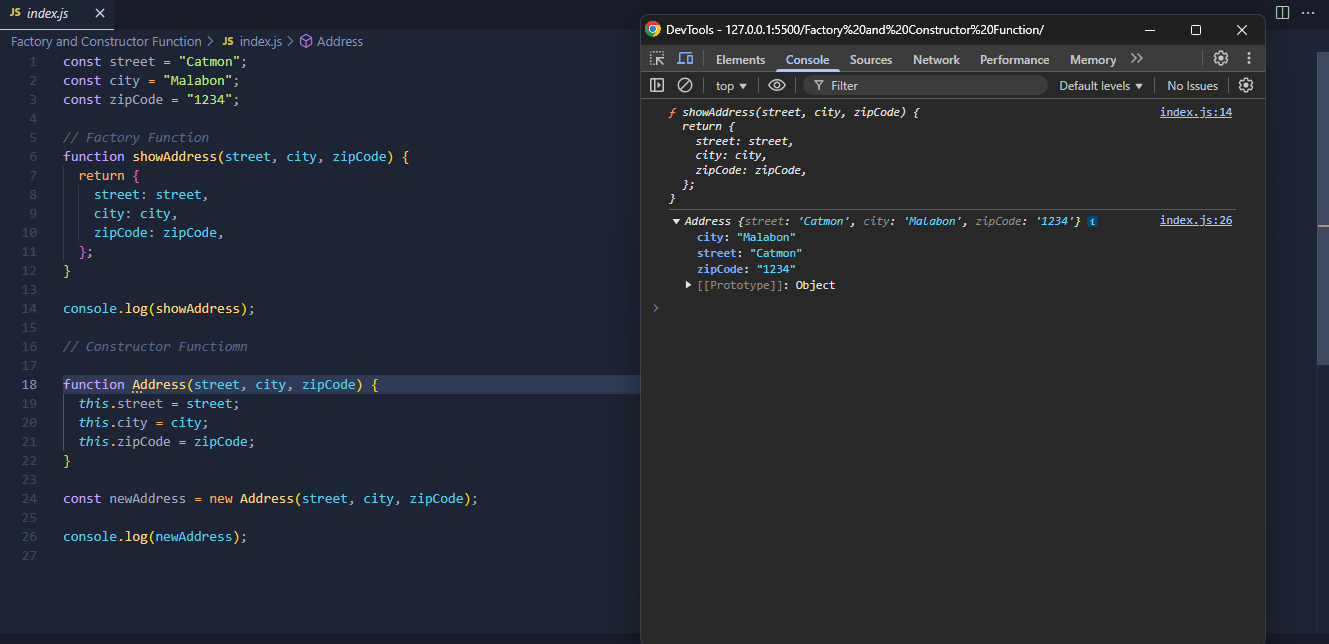 JS index.js
Factory and Constructor Function > JS index.js > Address
1 const street = "Catmon";
2 const city = "Malabon";
3 const zipCode = "1234";
4
5 // Factory Function
6 function showAddress(street, city, zipCode) {
7 return {
8 street: street,
9 city: city,
10 zipCode: zipCode,
11 };
12 }
13
14 console.log(showAddress);
15
16 // Constructor Functiomn
17
18 function Address(street, city, zipCode) {
19 this.street = street;
20 this.city = city;
21 this.zipCode = zipCode;
22 }
23
24 const newAddress = new Address(street, city, zipCode);
25
26 console.log(newAddress);
27
DevTools - 127.0.0.1:5500/Factory%20and%20Constructor%20Function/
Elements Console Sources Network Performance Memory
top Filter Default levels No Issues
ƒ showAddress(street, city, zipCode) { index.js:14
return {
street: street,
city: city,
zipCode: zipCode,
};
}
Address {street: 'Catmon', city: 'Malabon', zipCode: '1234'} i index.js:26
city: "Malabon"
street: "Catmon"
zipCode: "1234"
[[Prototype]]: Object